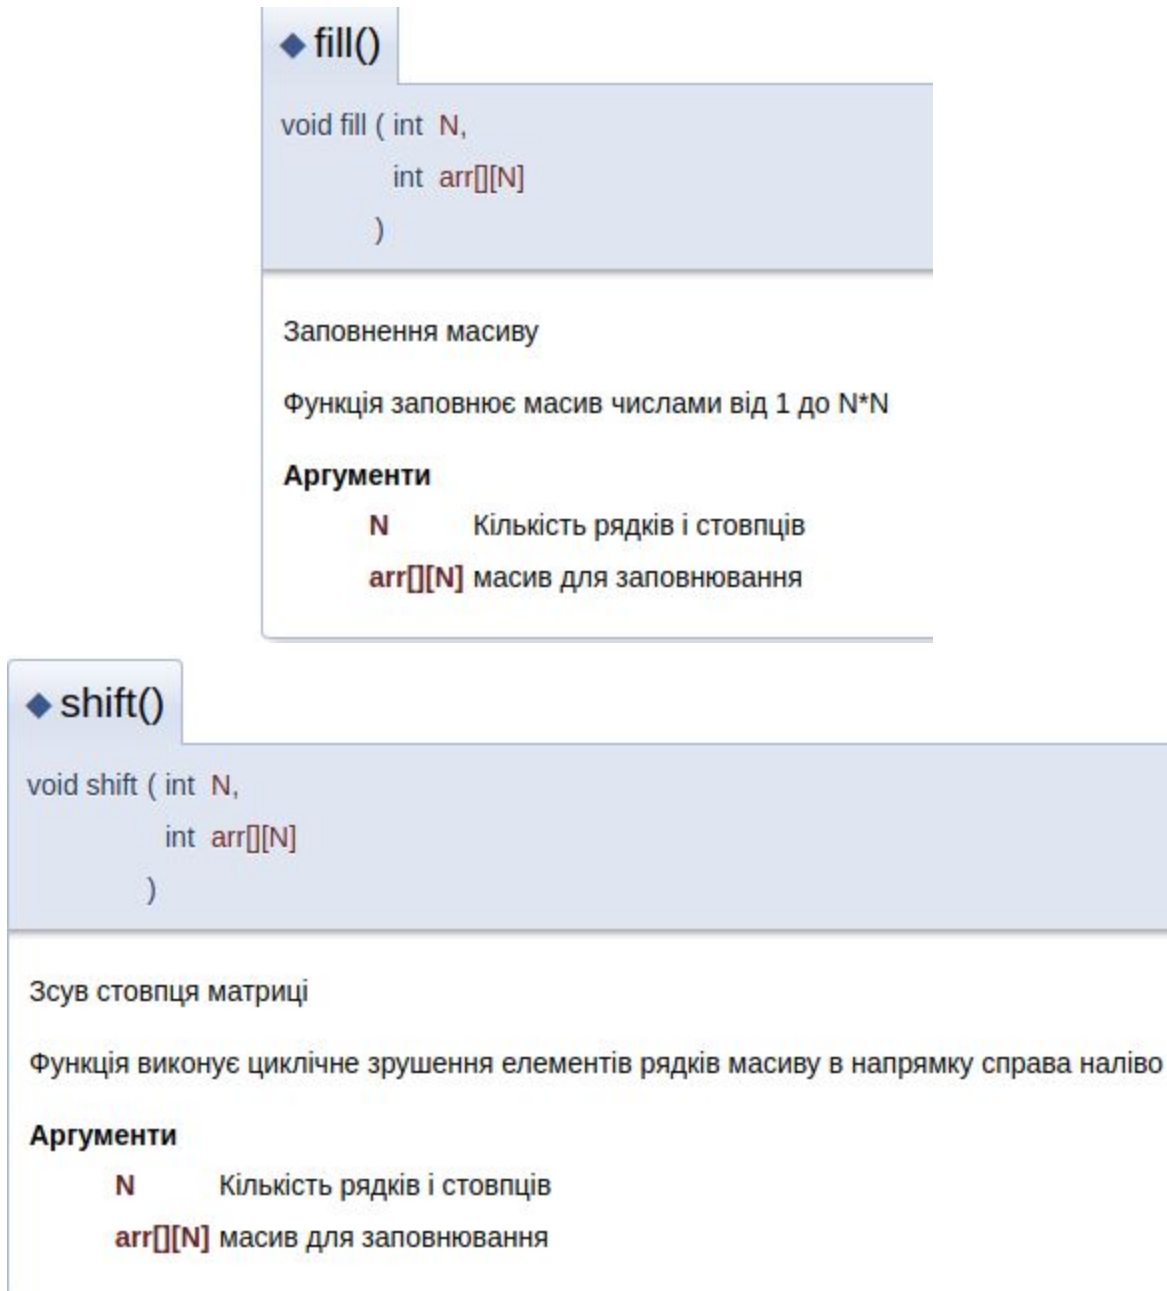 ◆ fill()
void fill ( int N,
int arr[][N]
)
Заповнення масиву
Функція заповнює масив числами від 1 до N*N
Аргументи
N Кількість рядків і стовпців
arr[][N] масив для заповнювання
◆ shift()
void shift ( int N,
int arr[][N]
)
Зсув стовпця матриці
Функція виконує циклічне зрушення елементів рядків масиву в напрямку справа наліво
Аргументи
N Кількість рядків і стовпців
arr[][N] масив для заповнювання